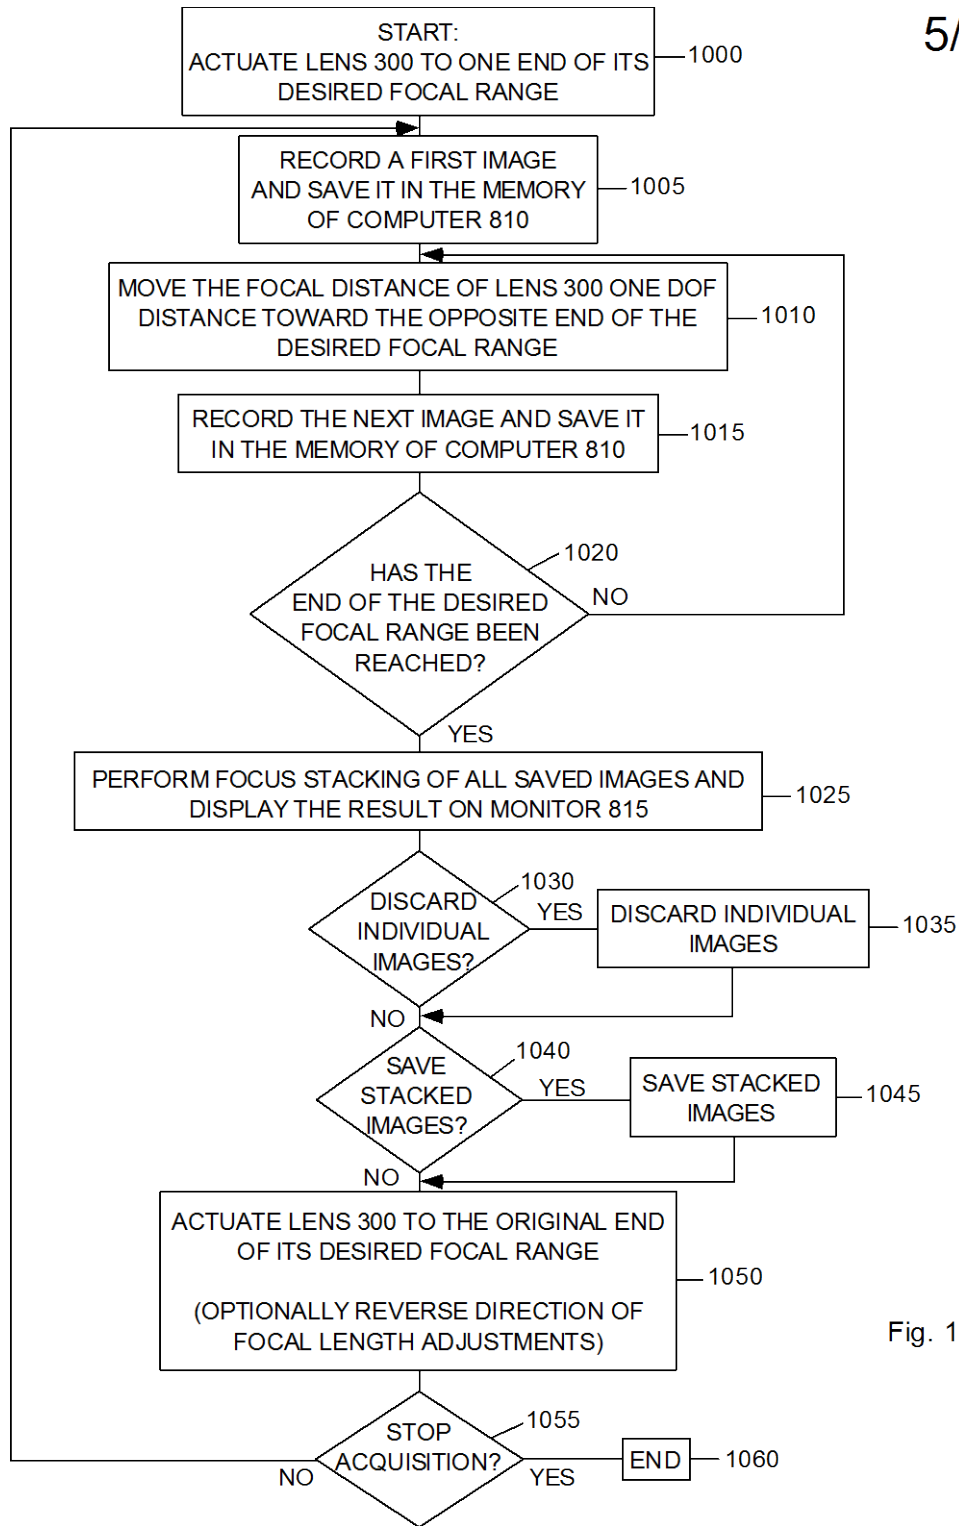 5/
START:
ACTUATE LENS 300 TO ONE END OF ITS
DESIRED FOCAL RANGE
1000
RECORD A FIRST IMAGE
AND SAVE IT IN THE MEMORY
OF COMPUTER 810
1005
MOVE THE FOCAL DISTANCE OF LENS 300 ONE DOF
DISTANCE TOWARD THE OPPOSITE END OF THE
DESIRED FOCAL RANGE
1010
RECORD THE NEXT IMAGE AND SAVE IT
IN THE MEMORY OF COMPUTER 810
1015
1020
HAS THE
END OF THE DESIRED
FOCAL RANGE BEEN
REACHED?
NO
YES
PERFORM FOCUS STACKING OF ALL SAVED IMAGES AND
DISPLAY THE RESULT ON MONITOR 815
1025
1030
DISCARD
INDIVIDUAL
IMAGES?
YES
DISCARD INDIVIDUAL
IMAGES
1035
NO
1040
SAVE
STACKED
IMAGES?
YES
SAVE STACKED
IMAGES
1045
NO
ACTUATE LENS 300 TO THE ORIGINAL END
OF ITS DESIRED FOCAL RANGE
(OPTIONALLY REVERSE DIRECTION OF
FOCAL LENGTH ADJUSTMENTS)
1050
Fig. 1
1055
STOP
ACQUISITION?
NO
YES
END
1060